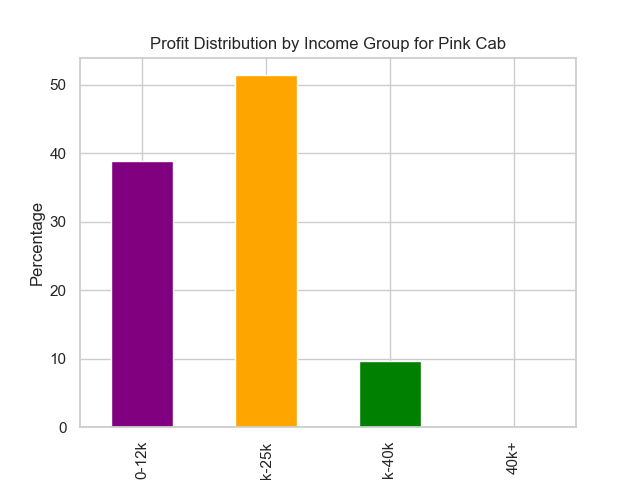 Profit Distribution by Income Group for Pink Cab
Percentage
50
40
30
20
10
0
0-12k
k-25k
k-40k
40k+